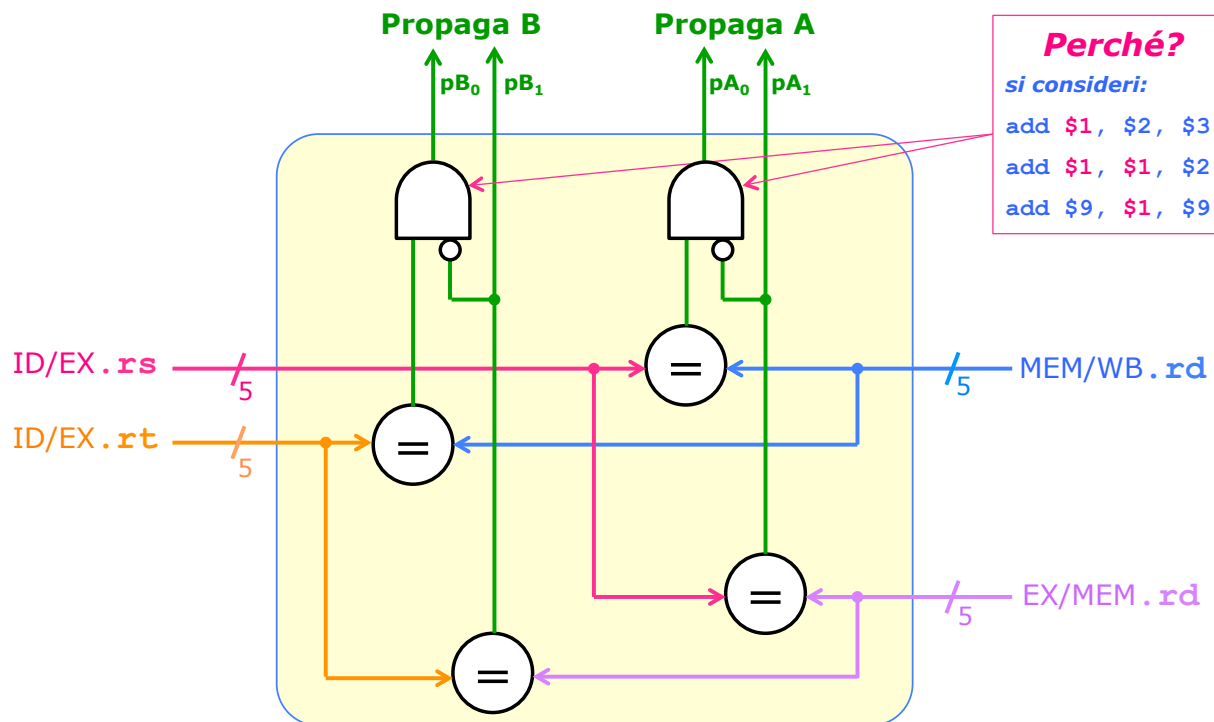 Propaga B
Propaga A
pB₀
pB₁
pA₀
pA₁
Perché?
si consideri:
add $1, $2, $3
add $1, $1, $2
add $9, $1, $9
ID/EX.rs
5
=
MEM/WB.rd
5
ID/EX.rt
5
=
=
EX/MEM.rd
5
=